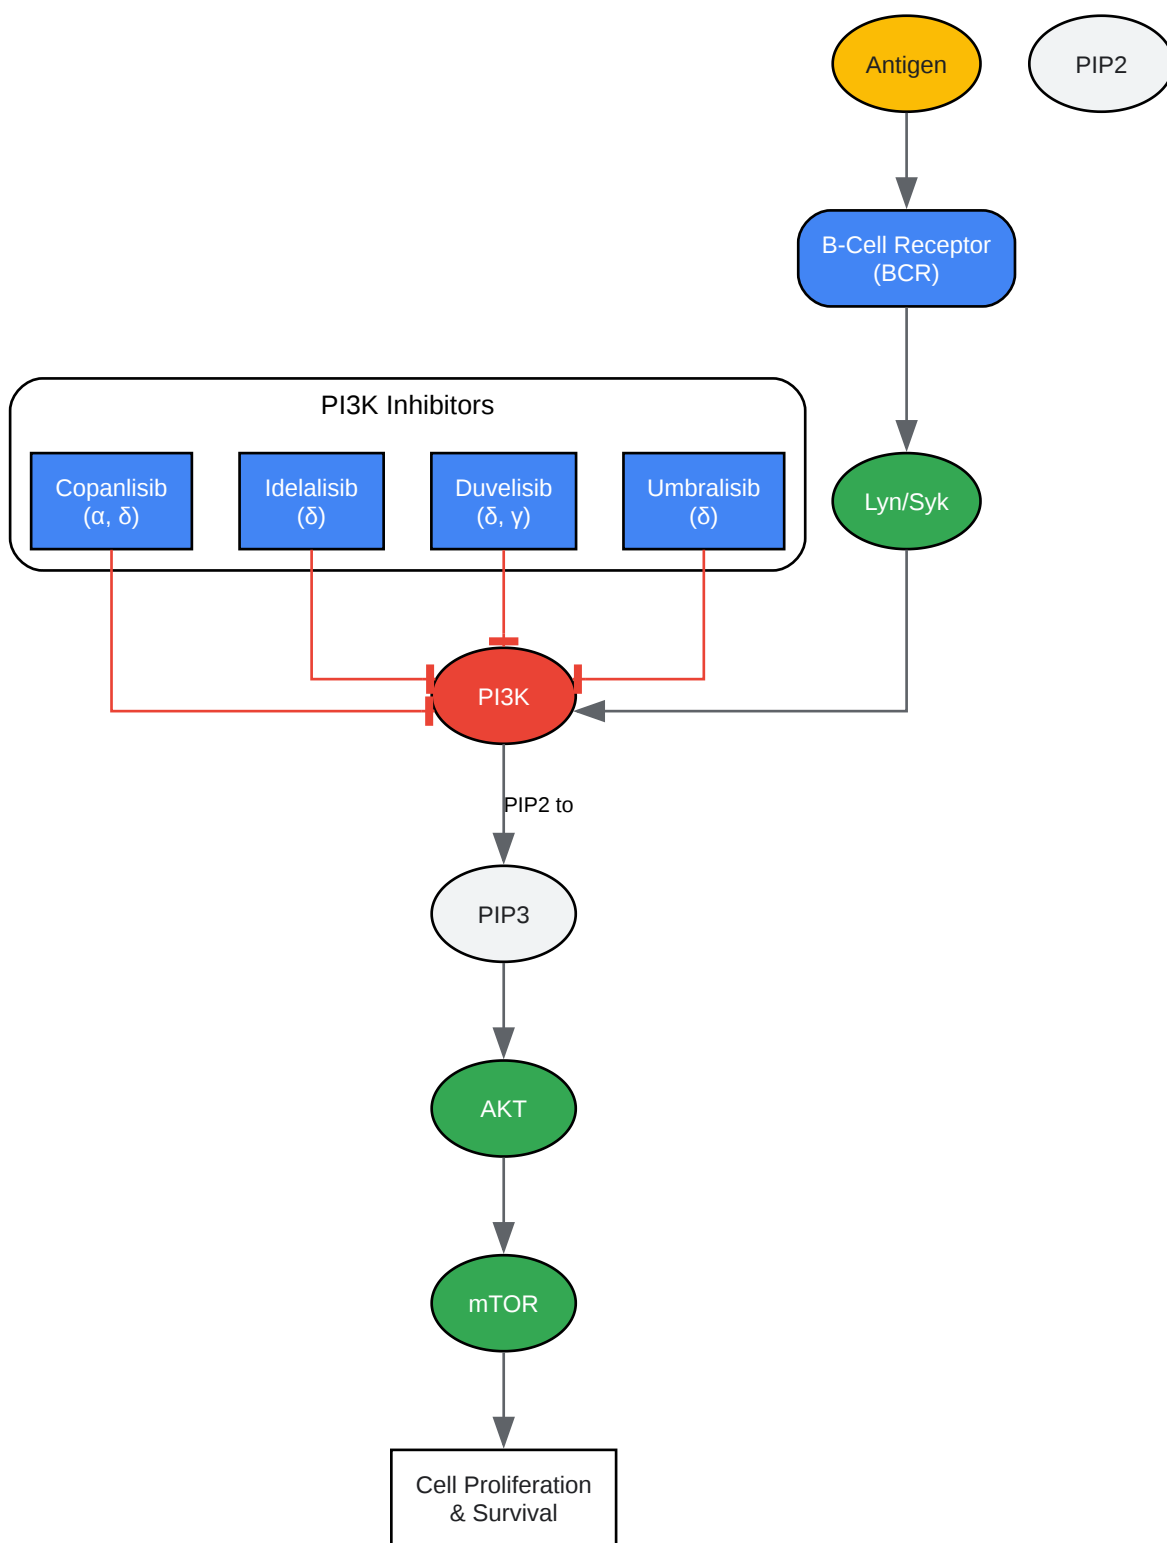 Antigen
PIP2
B-Cell Receptor
(BCR)
PI3K Inhibitors
Copanlisib
(α, δ)
Idelalisib
(δ)
Duvelisib
(δ, γ)
Umbralisib
(δ)
Lyn/Syk
PI3K
PIP2 to
PIP3
AKT
mTOR
Cell Proliferation
& Survival